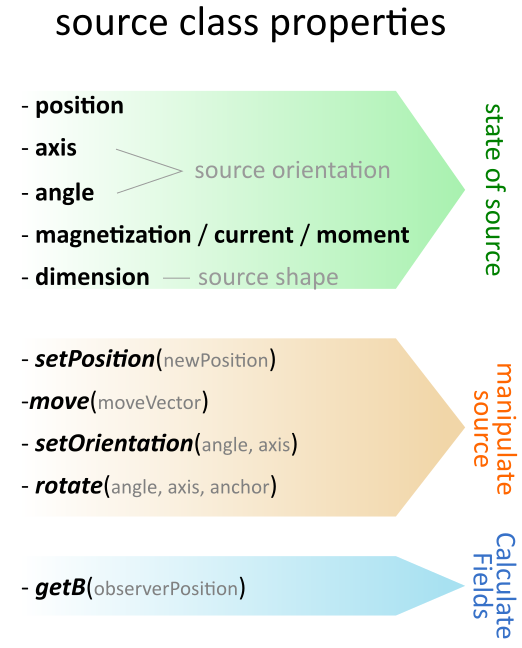 source class properties
- position
- axis
source orientation
- angle
- magnetization / current / moment
- dimension — source shape
state of source
- setPosition(newPosition)
-move(moveVector)
- setOrientation(angle, axis)
- rotate(angle, axis, anchor)
manipulate
source
- getB(observerPosition)
Calculate
Fields